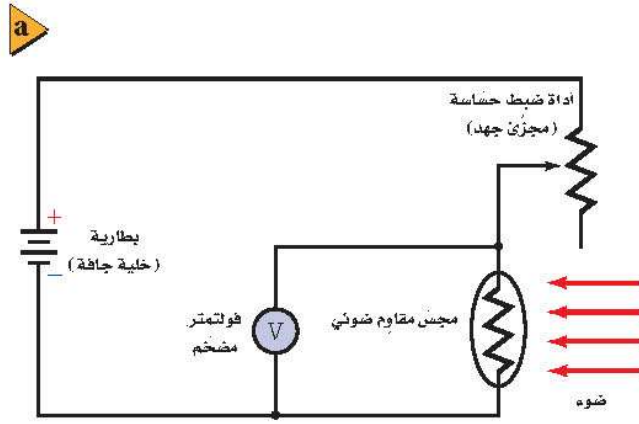 a
أداة ضبط حساسة
(مجزئ جهد)
+
بطارية
(خلية جافة)
−
V
فولتمتر
مضخم
مجس مقاوم ضوئي
ضوء